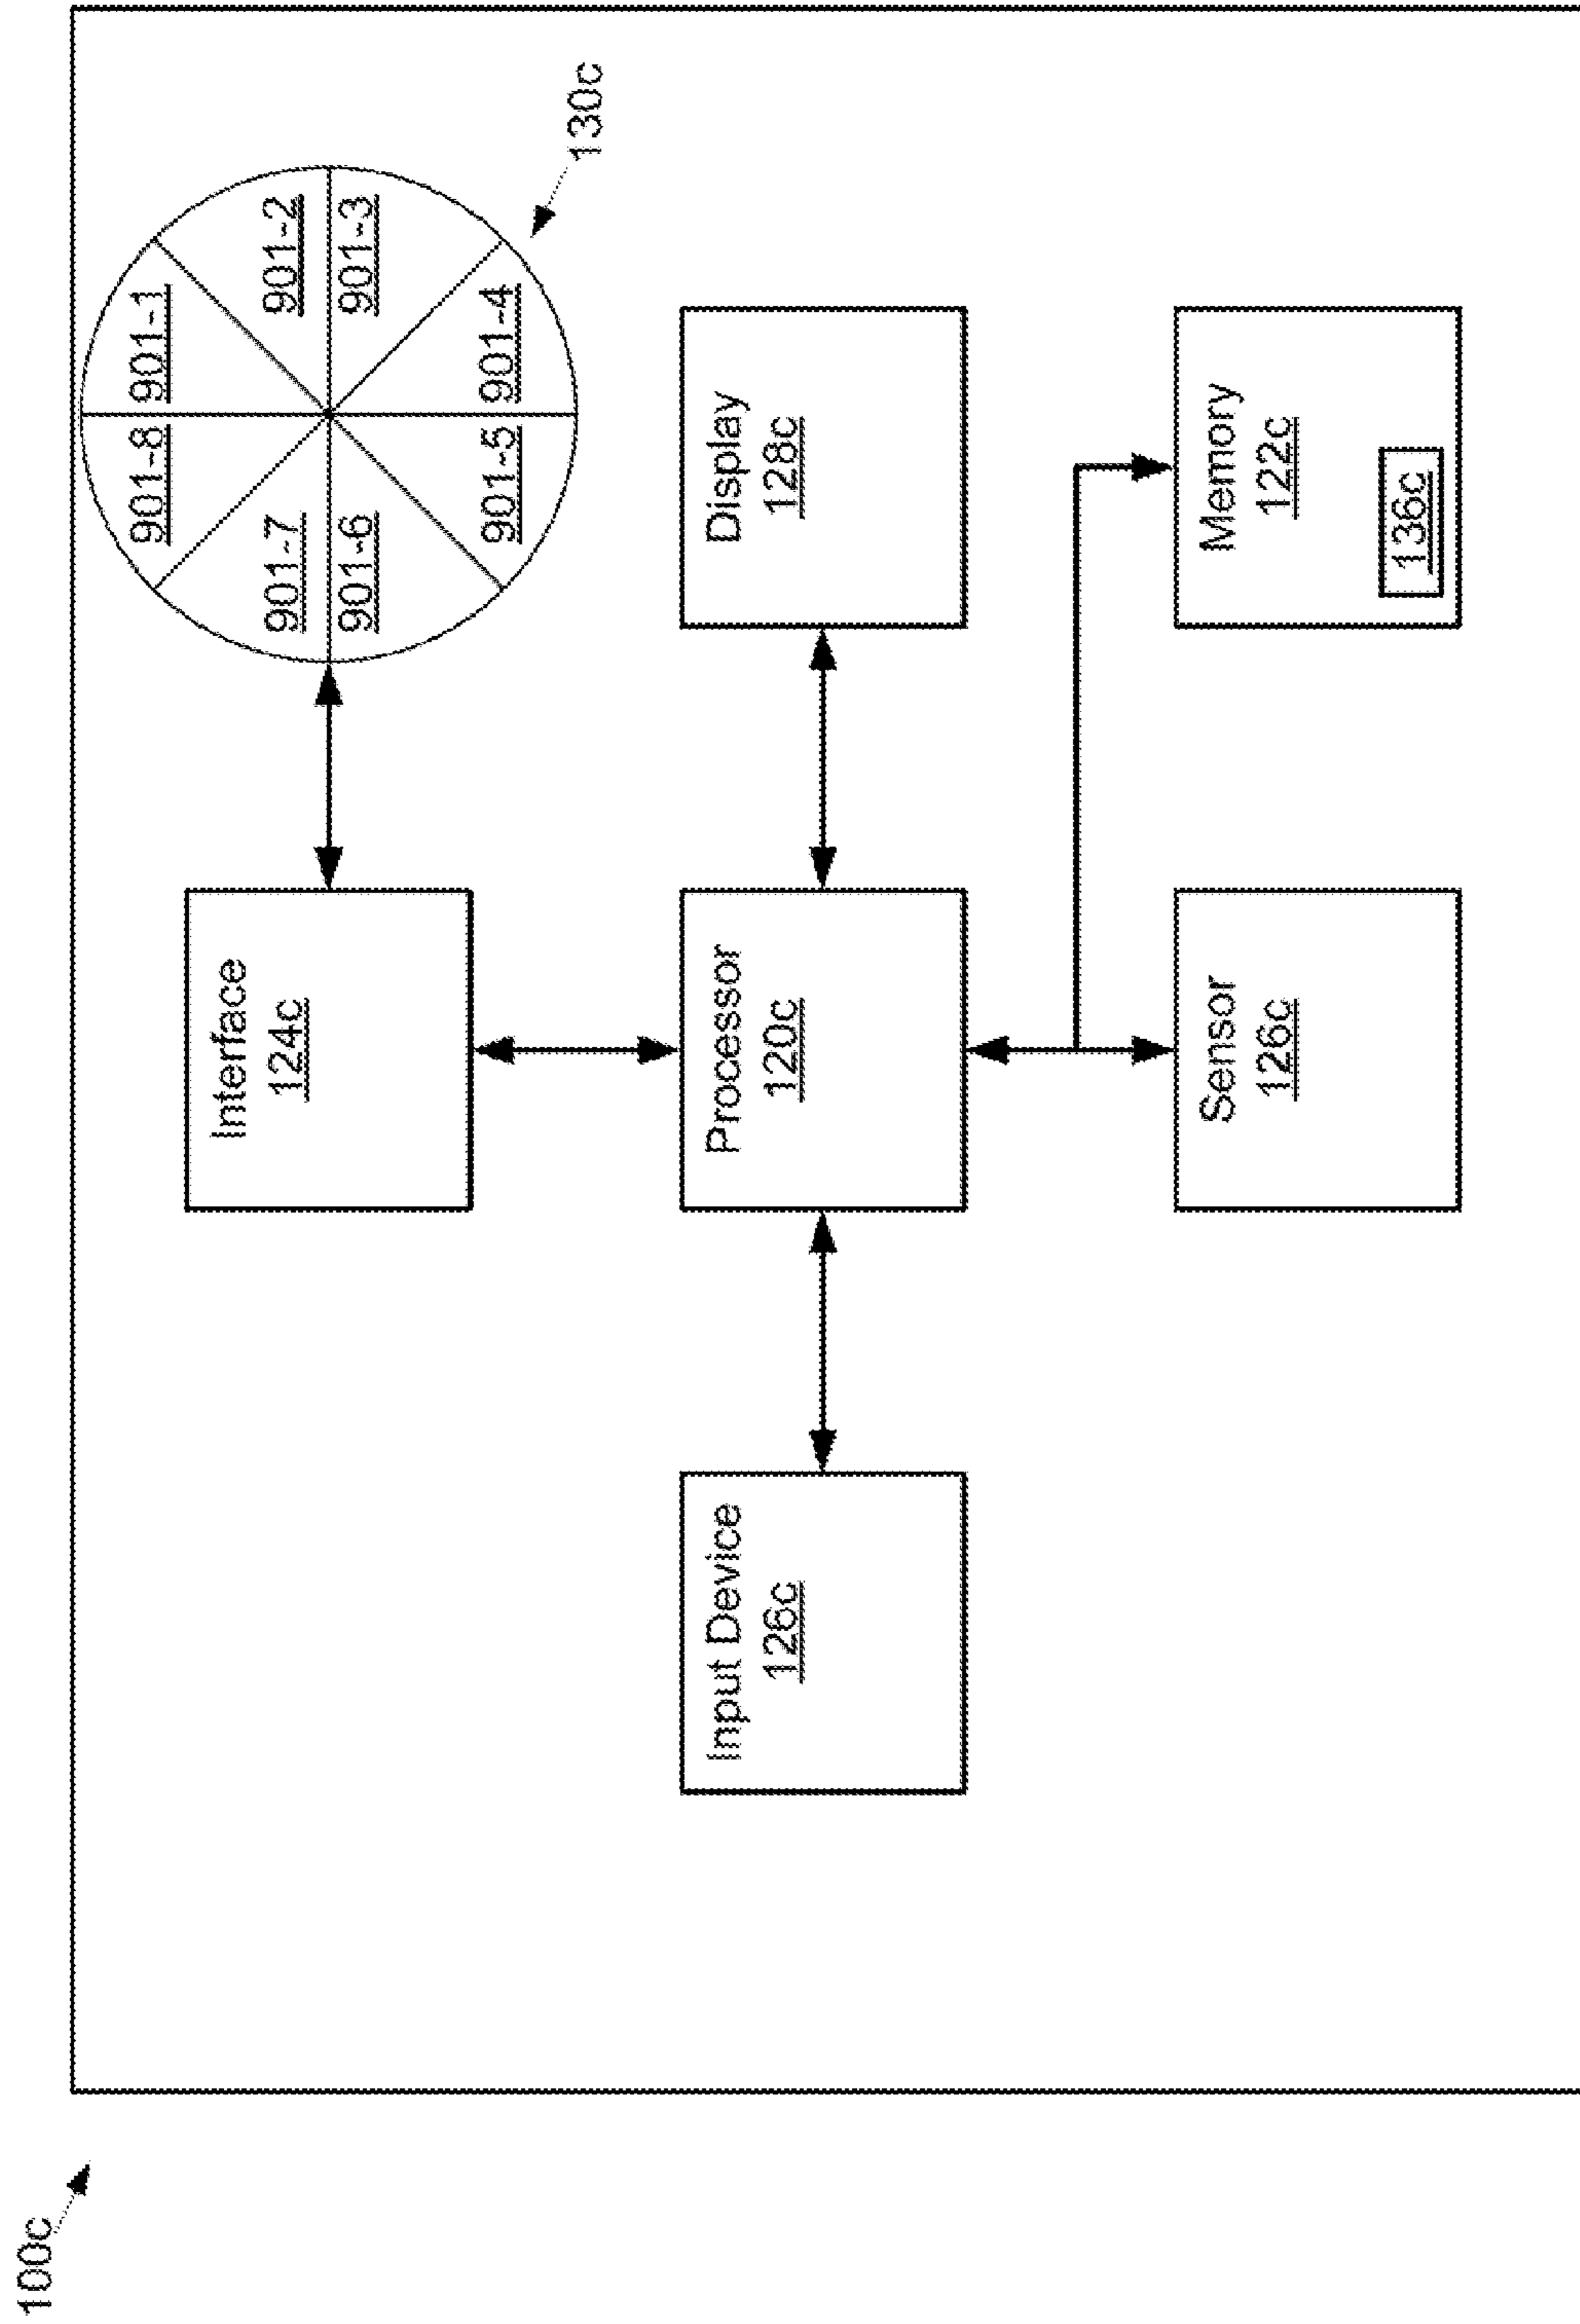 100c
Interface
124c
901-8
901-1
901-7
901-2
901-6
901-3
901-5
901-4
130c
Input Device
126c
Processor
120c
Display
128c
Sensor
126c
Memory
122c
136c